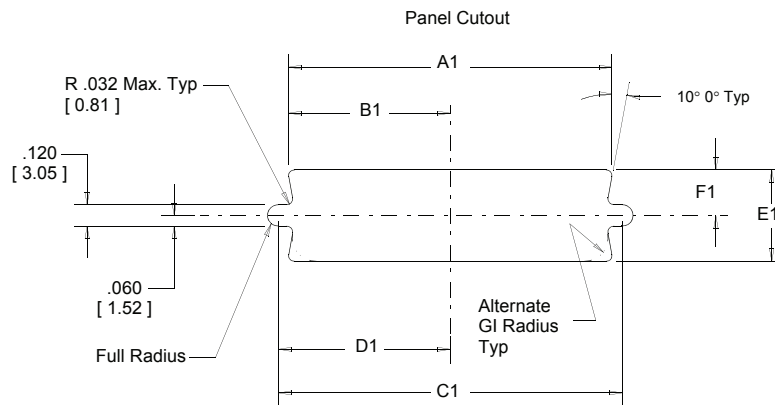 Panel Cutout
A1
R .032 Max. Typ
[ 0.81 ]
10° 0° Typ
B1
.120
[ 3.05 ]
F1
E1
.060
[ 1.52 ]
Alternate
GI Radius
Typ
Full Radius
D1
C1